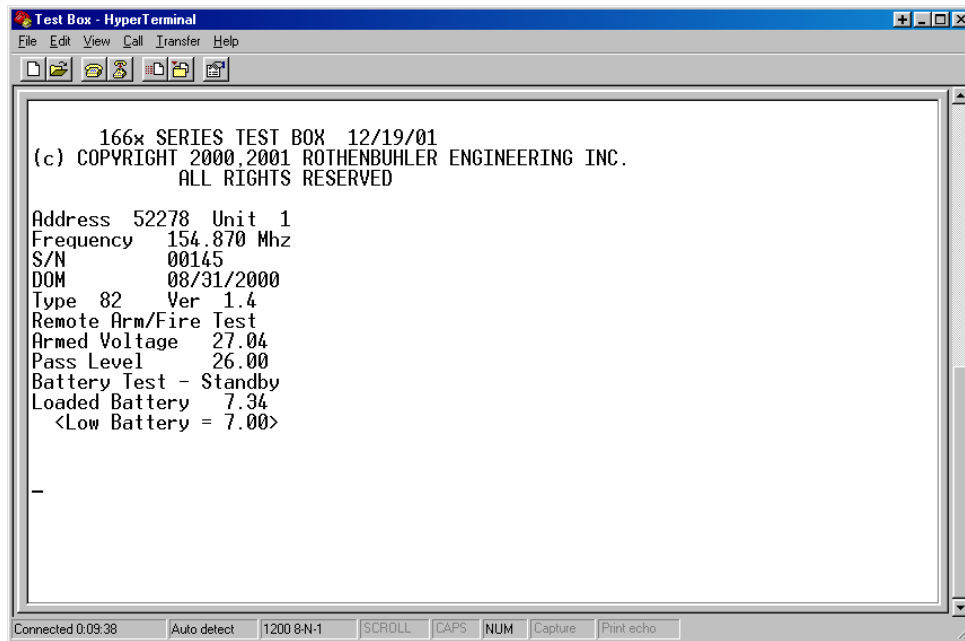 Test Box - HyperTerminal
File Edit View Call Transfer Help
166x SERIES TEST BOX 12/19/01
(c) COPYRIGHT 2000,2001 ROTHENBUHLER ENGINEERING INC.
ALL RIGHTS RESERVED
Address 52278 Unit 1
Frequency 154.870 Mhz
S/N 00145
DOM 08/31/2000
Type 82 Ver 1.4
Remote Arm/Fire Test
Armed Voltage 27.04
Pass Level 26.00
Battery Test - Standby
Loaded Battery 7.34
<Low Battery = 7.00>
Connected 0:09:38 Auto detect 1200 8-N-1 SCROLL CAPS NUM Capture Print echo